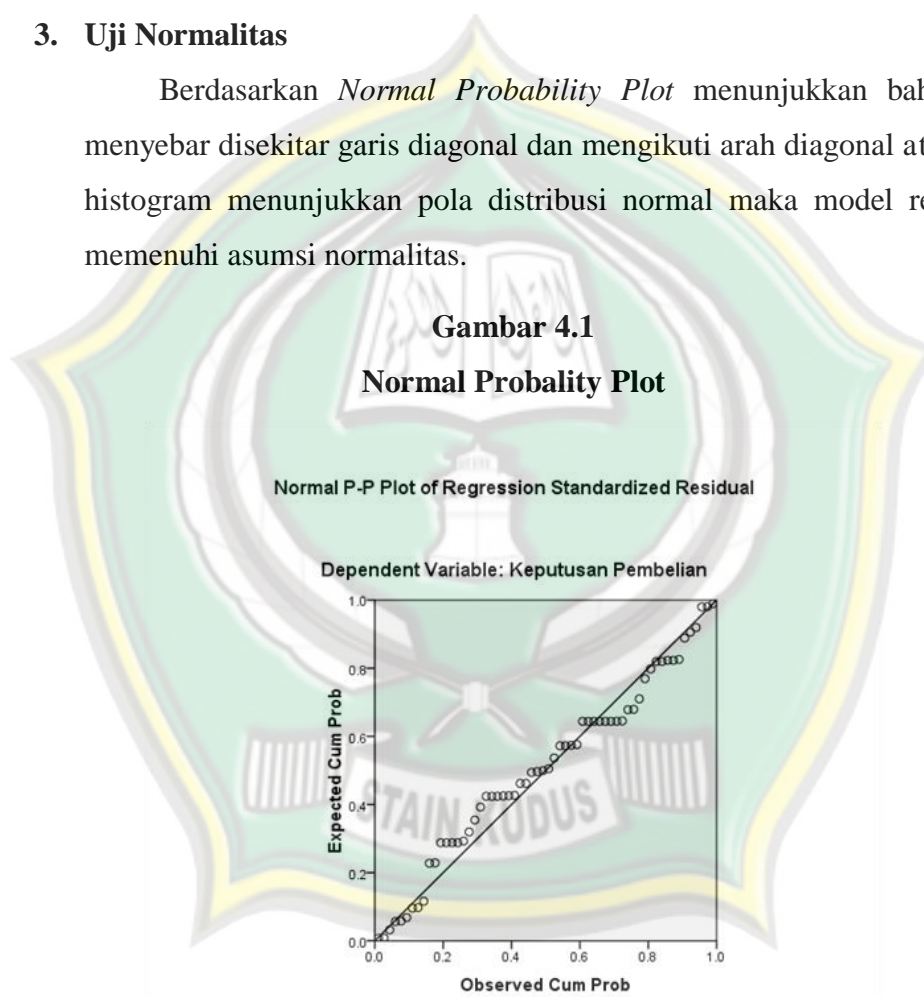 3. Uji Normalitas
Berdasarkan Normal Probability Plot menunjukkan bah
menyebar disekitar garis diagonal dan mengikuti arah diagonal at
histogram menunjukkan pola distribusi normal maka model re
memenuhi asumsi normalitas.
Gambar 4.1
Normal Probality Plot
Normal P-P Plot of Regression Standardized Residual
Dependent Variable: Keputusan Pembelian
Expected Cum Prob
1.0
0.8
0.6
0.4
0.2
0.0
0.0 0.2 0.4 0.6 0.8 1.0
Observed Cum Prob
STAIN KUDUS